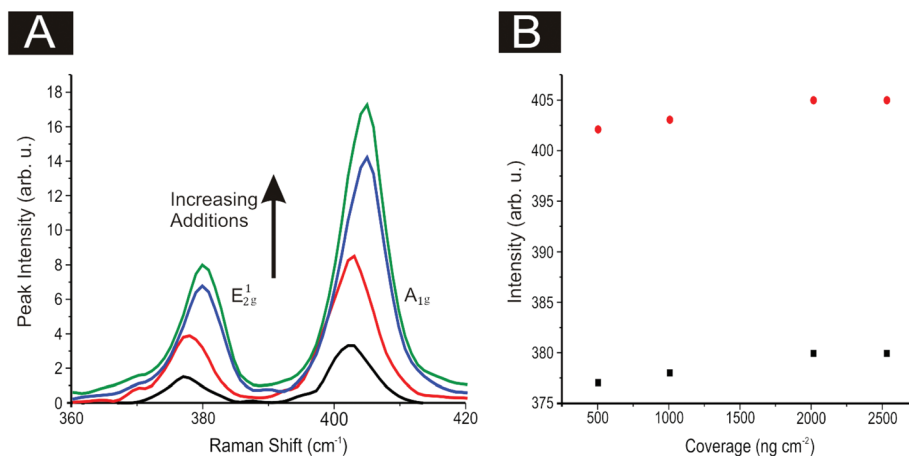 A
Peak Intensity (arb. u.)
18
16
14
12
10
8
6
4
2
0
360
380
400
420
Raman Shift (cm⁻¹)
Increasing
Additions
E¹₂g
A₁g
B
Intensity (arb. u.)
405
400
395
390
385
380
375
500
1000
1500
2000
2500
Coverage (ng cm⁻²)